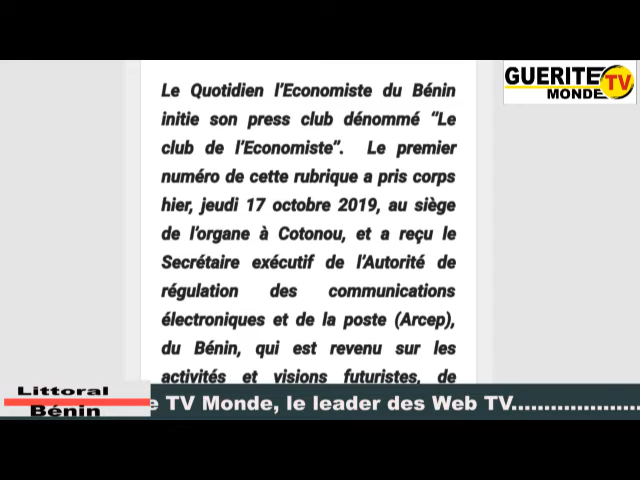 GUERITE TV
MONDE
Le Quotidien l'Economiste du Bénin
initie son press club dénommé “Le
club de l'Economiste”. Le premier
numéro de cette rubrique a pris corps
hier, jeudi 17 octobre 2019, au siège
de l'organe à Cotonou, et a reçu le
Secrétaire exécutif de l'Autorité de
régulation des communications
électroniques et de la poste (Arcep),
du Bénin, qui est revenu sur les
activités et visions futuristes, de
Littoral
Bénin
e TV Monde, le leader des Web TV....................